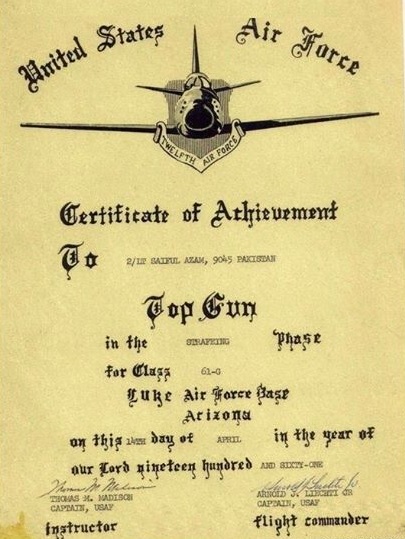 United States Air Force
TWELFTH AIR FORCE
Certificate of Achievement
To 2/LT SAIFUL AZAM, 9045 PAKISTAN
Top Gun
in the STRAFEING Phase
for Class 61-G
Luke Air Force Base
Arizona
on this 14TH day of APRIL in the year of
our Lord nineteen hundred AND SIXTY-ONE
Thomas M. Madison
THOMAS M. MADISON ARNOLD J. LIECHTI JR
CAPTAIN, USAF CAPTAIN, USAF
instructor flight commander